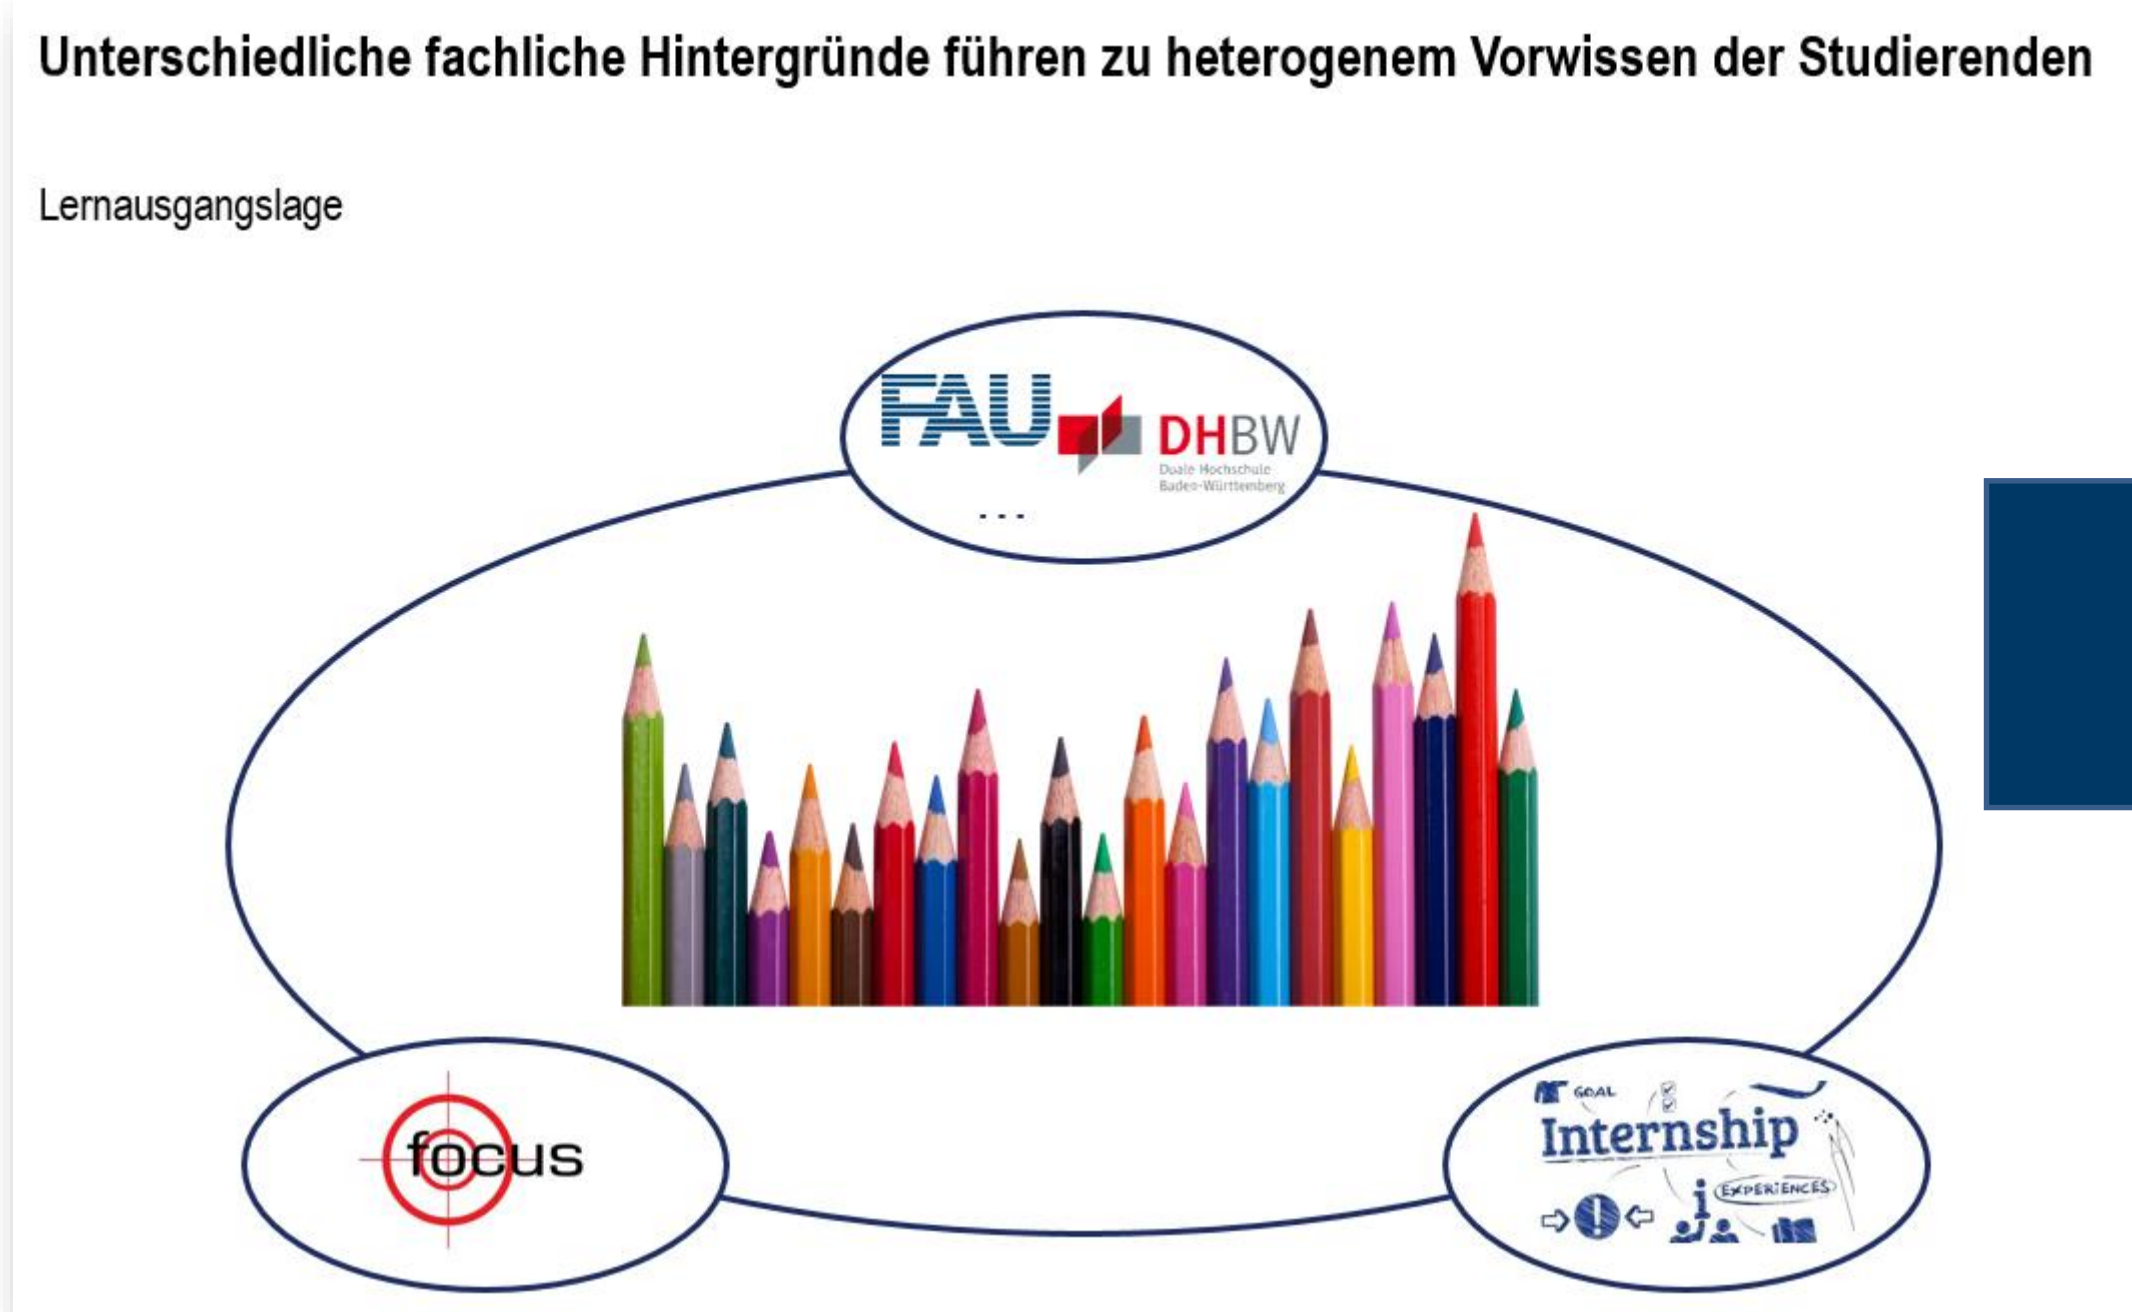 Unterschiedliche fachliche Hintergründe führen zu heterogenem Vorwissen der Studierenden
Lernausgangslage
FAU
DHBW
Duale Hochschule
Baden-Württemberg
...
focus
GOAL
Internship
EXPERIENCES